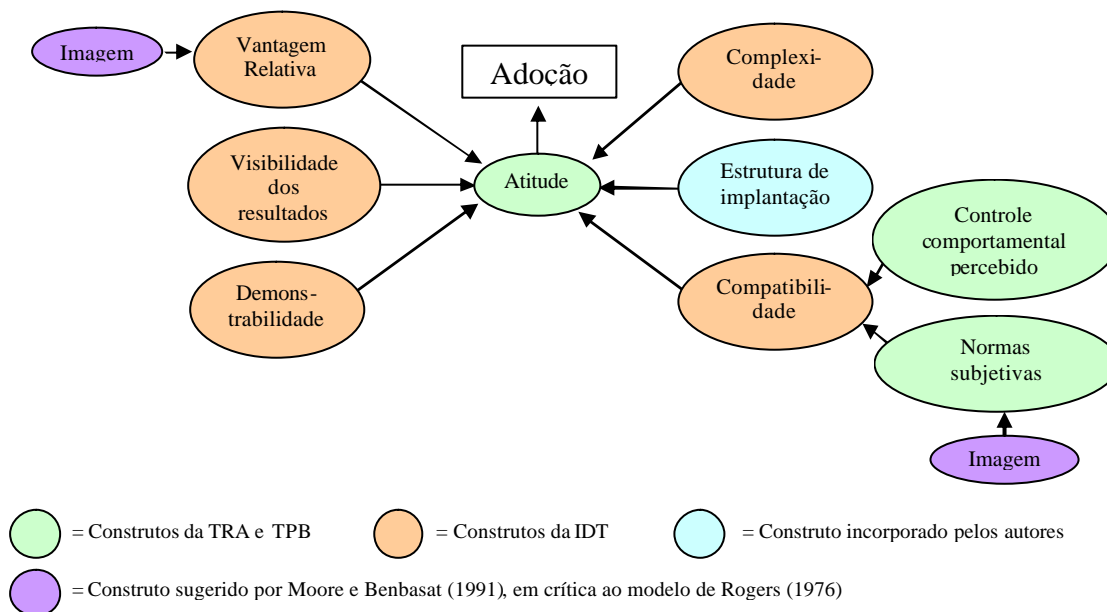 Imagem
Vantagem
Relativa
Adoção
Complexi-
dade
Visibilidade
dos
resultados
Atitude
Estrutura de
implantação
Controle
comportamental
percebido
Demons-
trabilidade
Compatibili-
dade
Normas
subjetivas
Imagem
= Construtos da TRA e TPB
= Construtos da IDT
= Construto incorporado pelos autores
= Construto sugerido por Moore e Benbasat (1991), em crítica ao modelo de Rogers (1976)